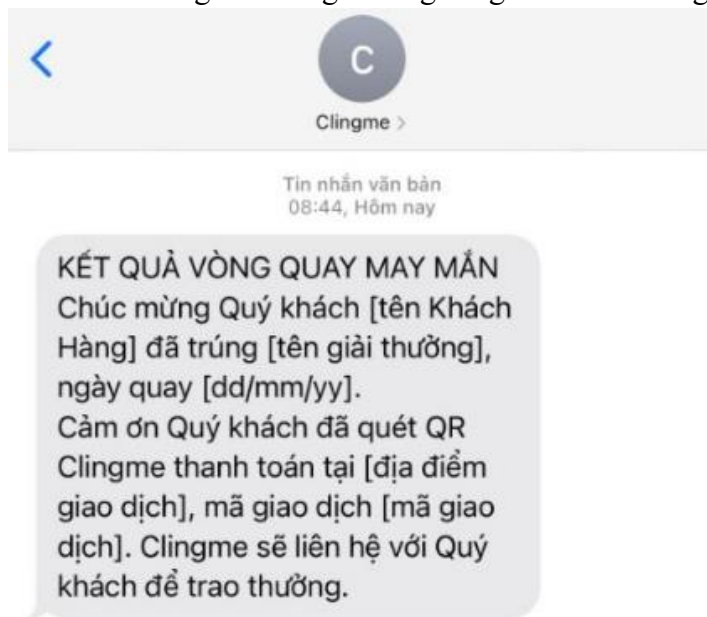 C
Clingme >
Tin nhắn văn bản
08:44, Hôm nay
KẾT QUẢ VÒNG QUAY MAY MẮN
Chúc mừng Quý khách [tên Khách
Hàng] đã trúng [tên giải thưởng],
ngày quay [dd/mm/yy].
Cảm ơn Quý khách đã quét QR
Clingme thanh toán tại [địa điểm
giao dịch], mã giao dịch [mã giao
dịch]. Clingme sẽ liên hệ với Quý
khách để trao thưởng.